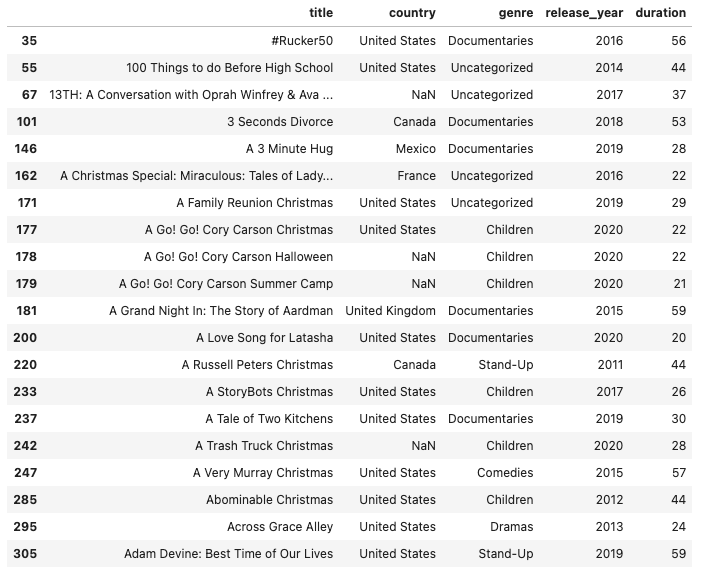 title country genre release_year duration
35 #Rucker50 United States Documentaries 2016 56
55 100 Things to do Before High School United States Uncategorized 2014 44
67 13TH: A Conversation with Oprah Winfrey & Ava ... NaN Uncategorized 2017 37
101 3 Seconds Divorce Canada Documentaries 2018 53
146 A 3 Minute Hug Mexico Documentaries 2019 28
162 A Christmas Special: Miraculous: Tales of Lady... France Uncategorized 2016 22
171 A Family Reunion Christmas United States Uncategorized 2019 29
177 A Go! Go! Cory Carson Christmas United States Children 2020 22
178 A Go! Go! Cory Carson Halloween NaN Children 2020 22
179 A Go! Go! Cory Carson Summer Camp NaN Children 2020 21
181 A Grand Night In: The Story of Aardman United Kingdom Documentaries 2015 59
200 A Love Song for Latasha United States Documentaries 2020 20
220 A Russell Peters Christmas Canada Stand-Up 2011 44
233 A StoryBots Christmas United States Children 2017 26
237 A Tale of Two Kitchens United States Documentaries 2019 30
242 A Trash Truck Christmas NaN Children 2020 28
247 A Very Murray Christmas United States Comedies 2015 57
285 Abominable Christmas United States Children 2012 44
295 Across Grace Alley United States Dramas 2013 24
305 Adam Devine: Best Time of Our Lives United States Stand-Up 2019 59